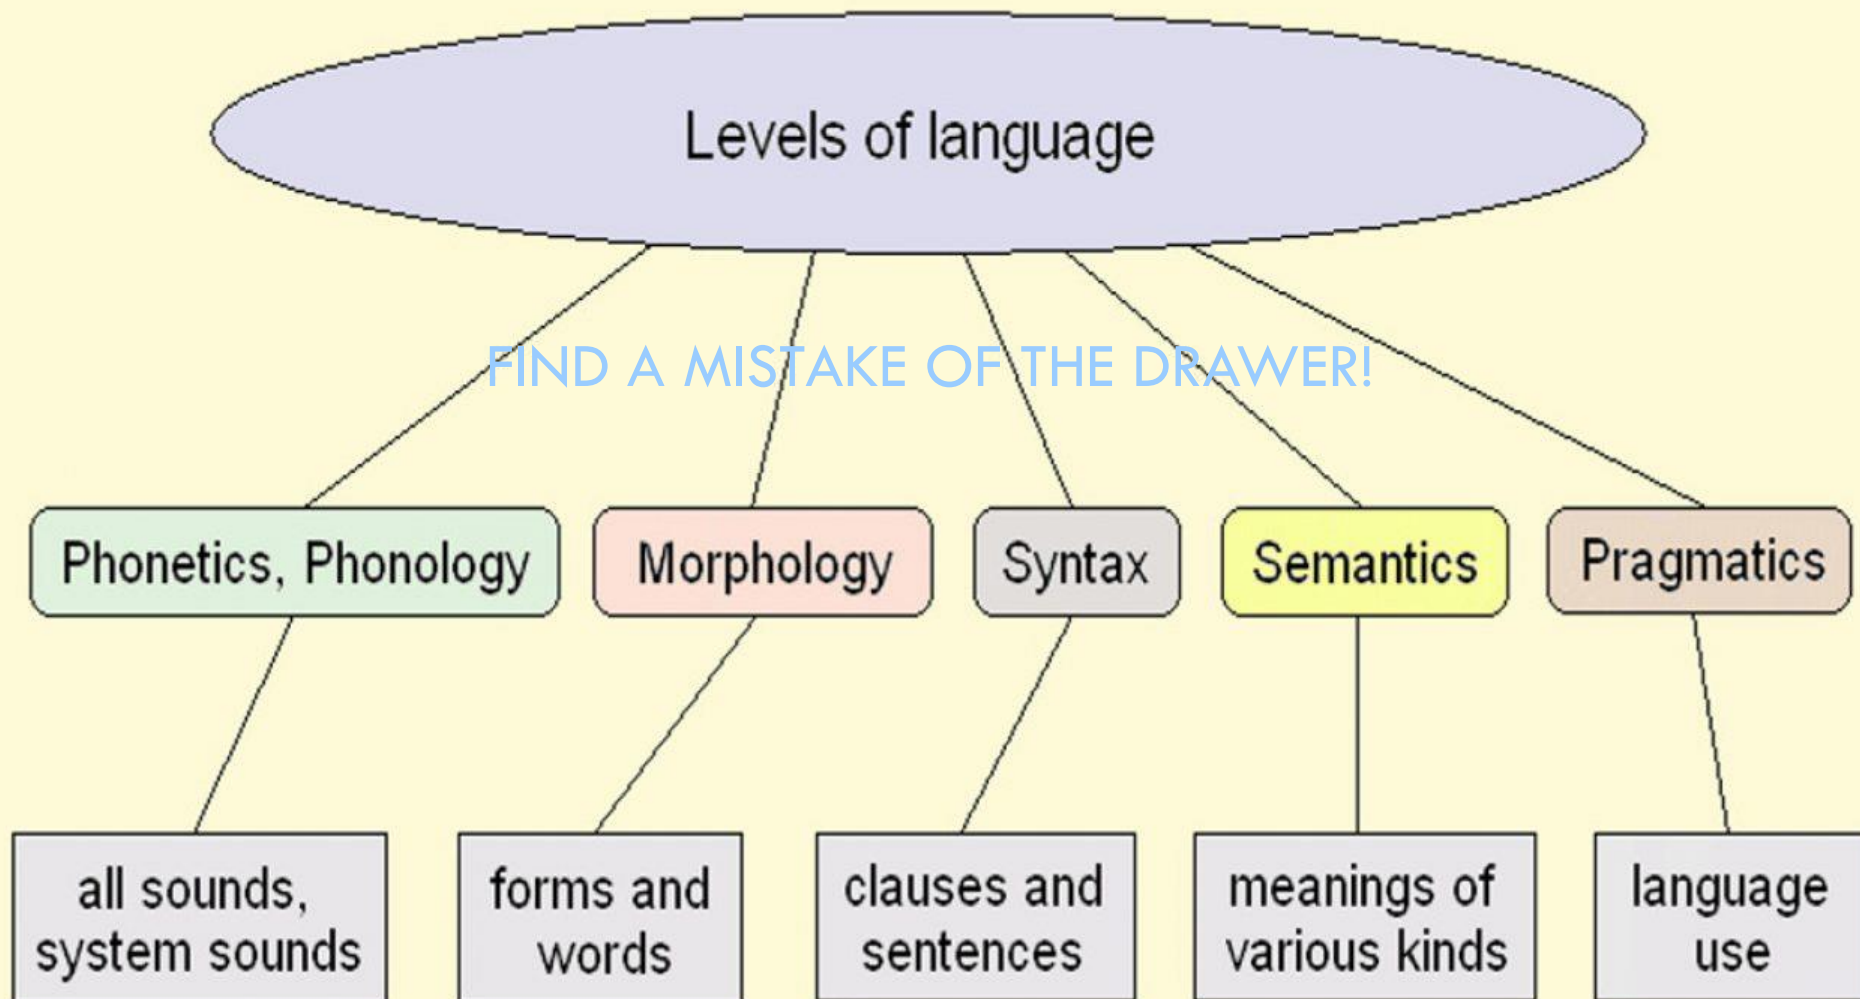 Levels of language
FIND A MISTAKE OF THE DRAWER!
Phonetics, Phonology
Morphology
Syntax
Semantics
Pragmatics
all sounds,
system sounds
forms and
words
clauses and
sentences
meanings of
various kinds
language
use